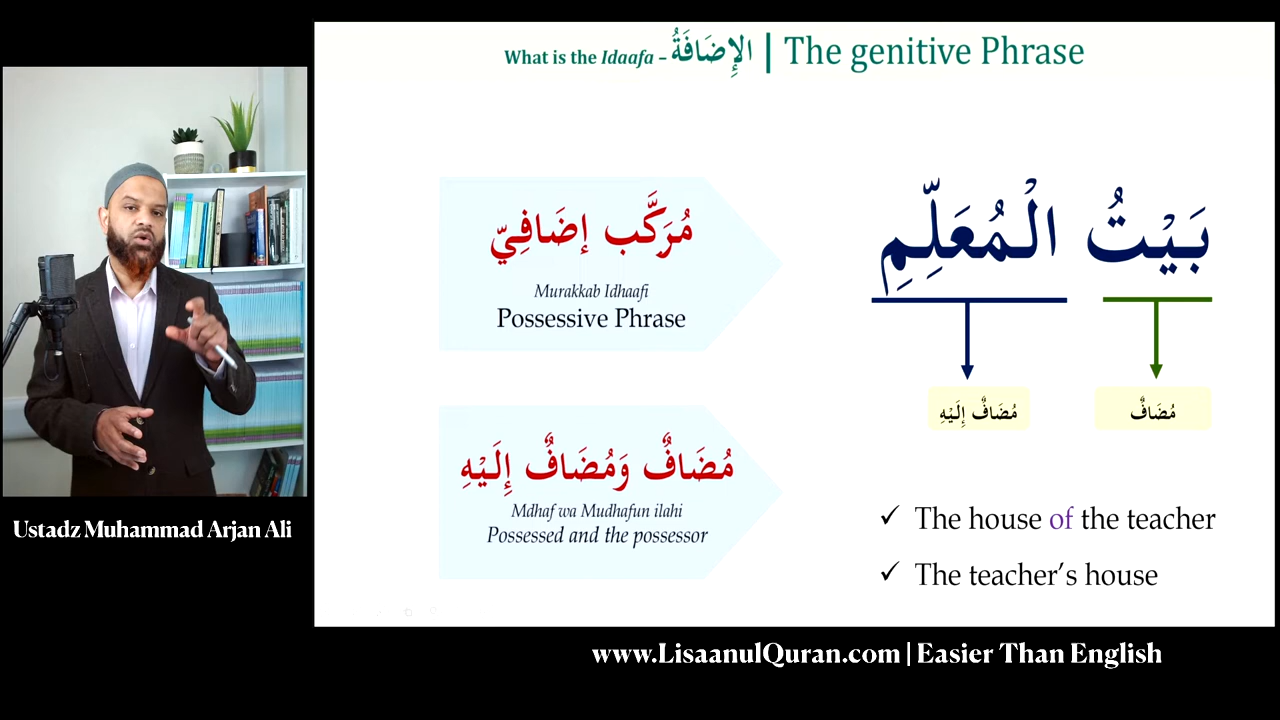 What is the Idaafa – الإِضَافَةُ | The genitive Phrase
مُرَكَّب إضَافِيّ
Murakkab Idhaafi
Possessive Phrase
بَيْتُ الْمُعَلِّمِ
مُضَافٌ
مُضَافٌ إِلَيْهِ
مُضَافٌ وَمُضَافٌ إِلَيْهِ
Mdhaf wa Mudhafun ilahi
Possessed and the possessor
✓ The house of the teacher
✓ The teacher’s house
Ustadz Muhammad Arjan Ali
www.LisaanulQuran.com | Easier Than English